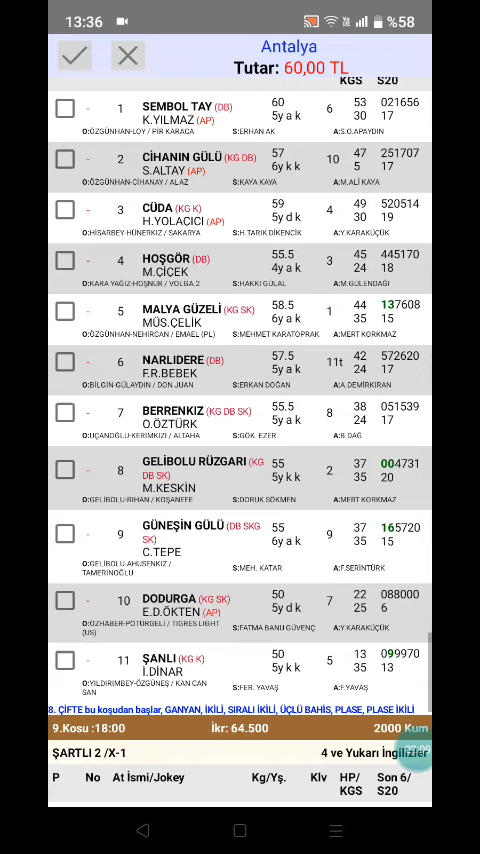 13:36 %58
Antalya
Tutar: 60,00 TL
KGS S20
- 1 SEMBOL TAY (DB) 60 6 53 021656
K.YILMAZ (AP) 5y a k 30 17
O:ÖZGÜNHAN-LOY / PİR KARACA S:ERHAN AK A:S.O.APAYDIN
- 2 CİHANIN GÜLÜ (KG DB) 57 10 47 251707
S.ALTAY (AP) 6y k k 5 17
O:ÖZGÜNHAN-CİHANAY / ALAZ S:KAYA KAYA A:M.ALİ KAYA
- 3 CÜDA (KG K) 59 4 49 520514
H.YOLAÇICI (AP) 5y d k 30 19
O:HİSARBEY-HÜNERKIZ / SAKARYA S:H.TARIK DİKENCİK A:Y.KARAKÜÇÜK
- 4 HOŞGÖR (DB) 55.5 3 45 445170
M.ÇİÇEK 4y a k 24 18
O:KARA YAĞIZ-HOŞNUR / VOLGA.2 S:HAKKI GÜLAL A:M.GÜLENDAĞI
- 5 MALYA GÜZELİ (KG SK) 58.5 1 44 137608
MÜS.ÇELİK 6y a k 35 15
O:ÖZGÜNHAN-NEHİRCAN / EMAEL (PL) S:MEHMET KARATOPRAK A:MERT KORKMAZ
- 6 NARLIDERE (DB) 57.5 11t 42 572620
F.R.BEBEK 6y a k 24 17
O:BİLGİN-GÜLAYDIN / DON JUAN S:ERKAN DOĞAN A:A.DEMİRKIRAN
- 7 BERRENKIZ (KG DB SK) 55.5 8 38 051539
O.ÖZTÜRK 5y a k 24 17
O:UÇANOĞLU-KERİMKIZI / ALTAHA S:GÖK. EZER A:B.DAĞ
- 8 GELİBOLU RÜZGARI (KG 55 2 37 004731
DB SK) 5y k k 35 20
M.KESKİN
O:GELİBOLU-RIHAN / KOŞANEFE S:DORUK SÖKMEN A:MERT KORKMAZ
- 9 GÜNEŞİN GÜLÜ (DB SKG 55 9 37 165720
SK) 6y a k 35 15
C.TEPE
O:GELİBOLU-AHUSENKIZ / S:MEH. KATAR A:F.SERİNTÜRK
TAMERİNOĞLU
- 10 DODURGA (KG SK) 50 7 22 088000
E.D.ÖKTEN (AP) 5y d k 25 6
O:ÖZHABER-PÖTÜRGELİ / TIGRES LIGHT S:FATMA BANU GÜVENÇ A:Y.KARAKÜÇÜK
(US)
- 11 ŞANLI (KG K) 50 5 13 099970
İ.DİNAR 5y k k 35 13
O:YILDIRIMBEY-ÖZGÜNEŞ / KAN CAN S:FER. YAVAŞ A:F.YAVAŞ
SAN
8. ÇİFTE bu koşudan başlar, GANYAN, İKİLİ, SIRALI İKİLİ, ÜÇLÜ BAHİS, PLASE, PLASE İKİLİ
9.Kosu :18:00 İkr: 64.500 2000 Kum
ŞARTLI 2 /X-1 4 ve Yukarı İngilizler
P No At İsmi/Jokey Kg/Yş. Klv HP/ Son 6/
KGS S20